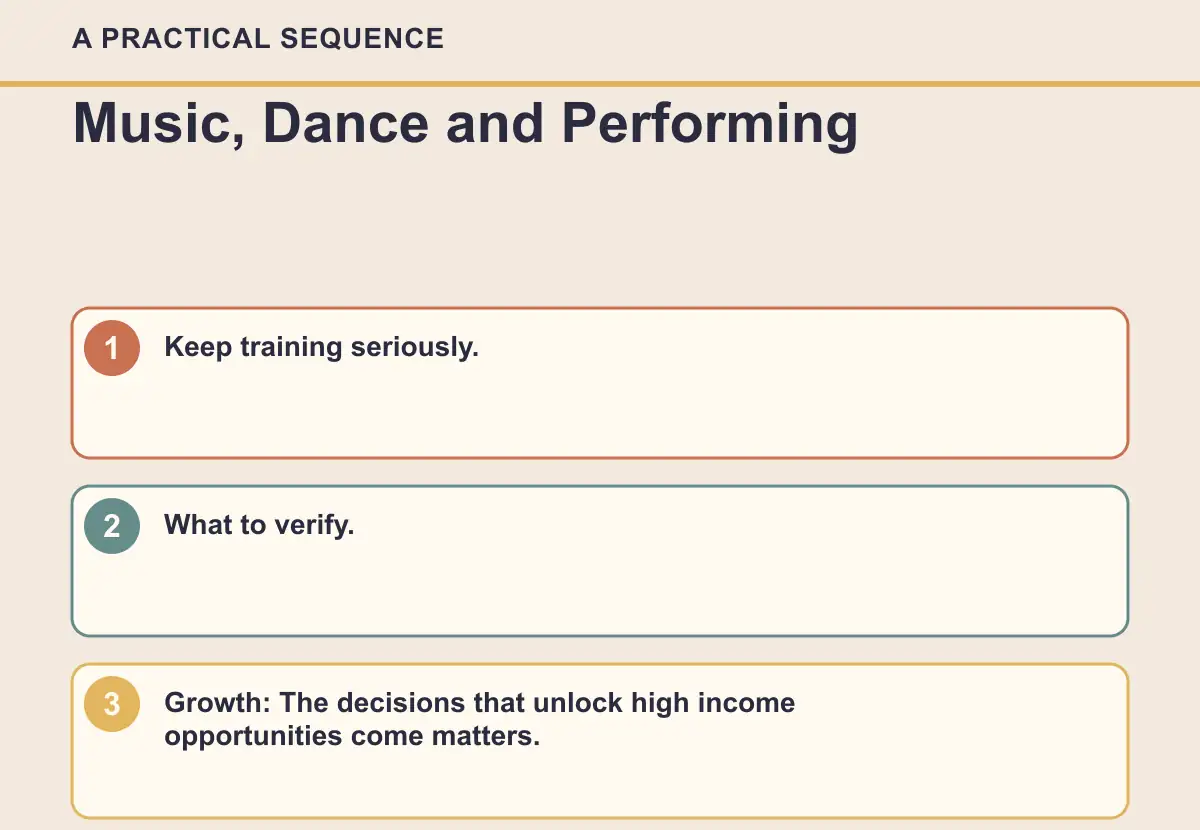 A PRACTICAL SEQUENCE
Music, Dance and Performing
1
Keep training seriously.
2
What to verify.
3
Growth: The decisions that unlock high income
opportunities come matters.